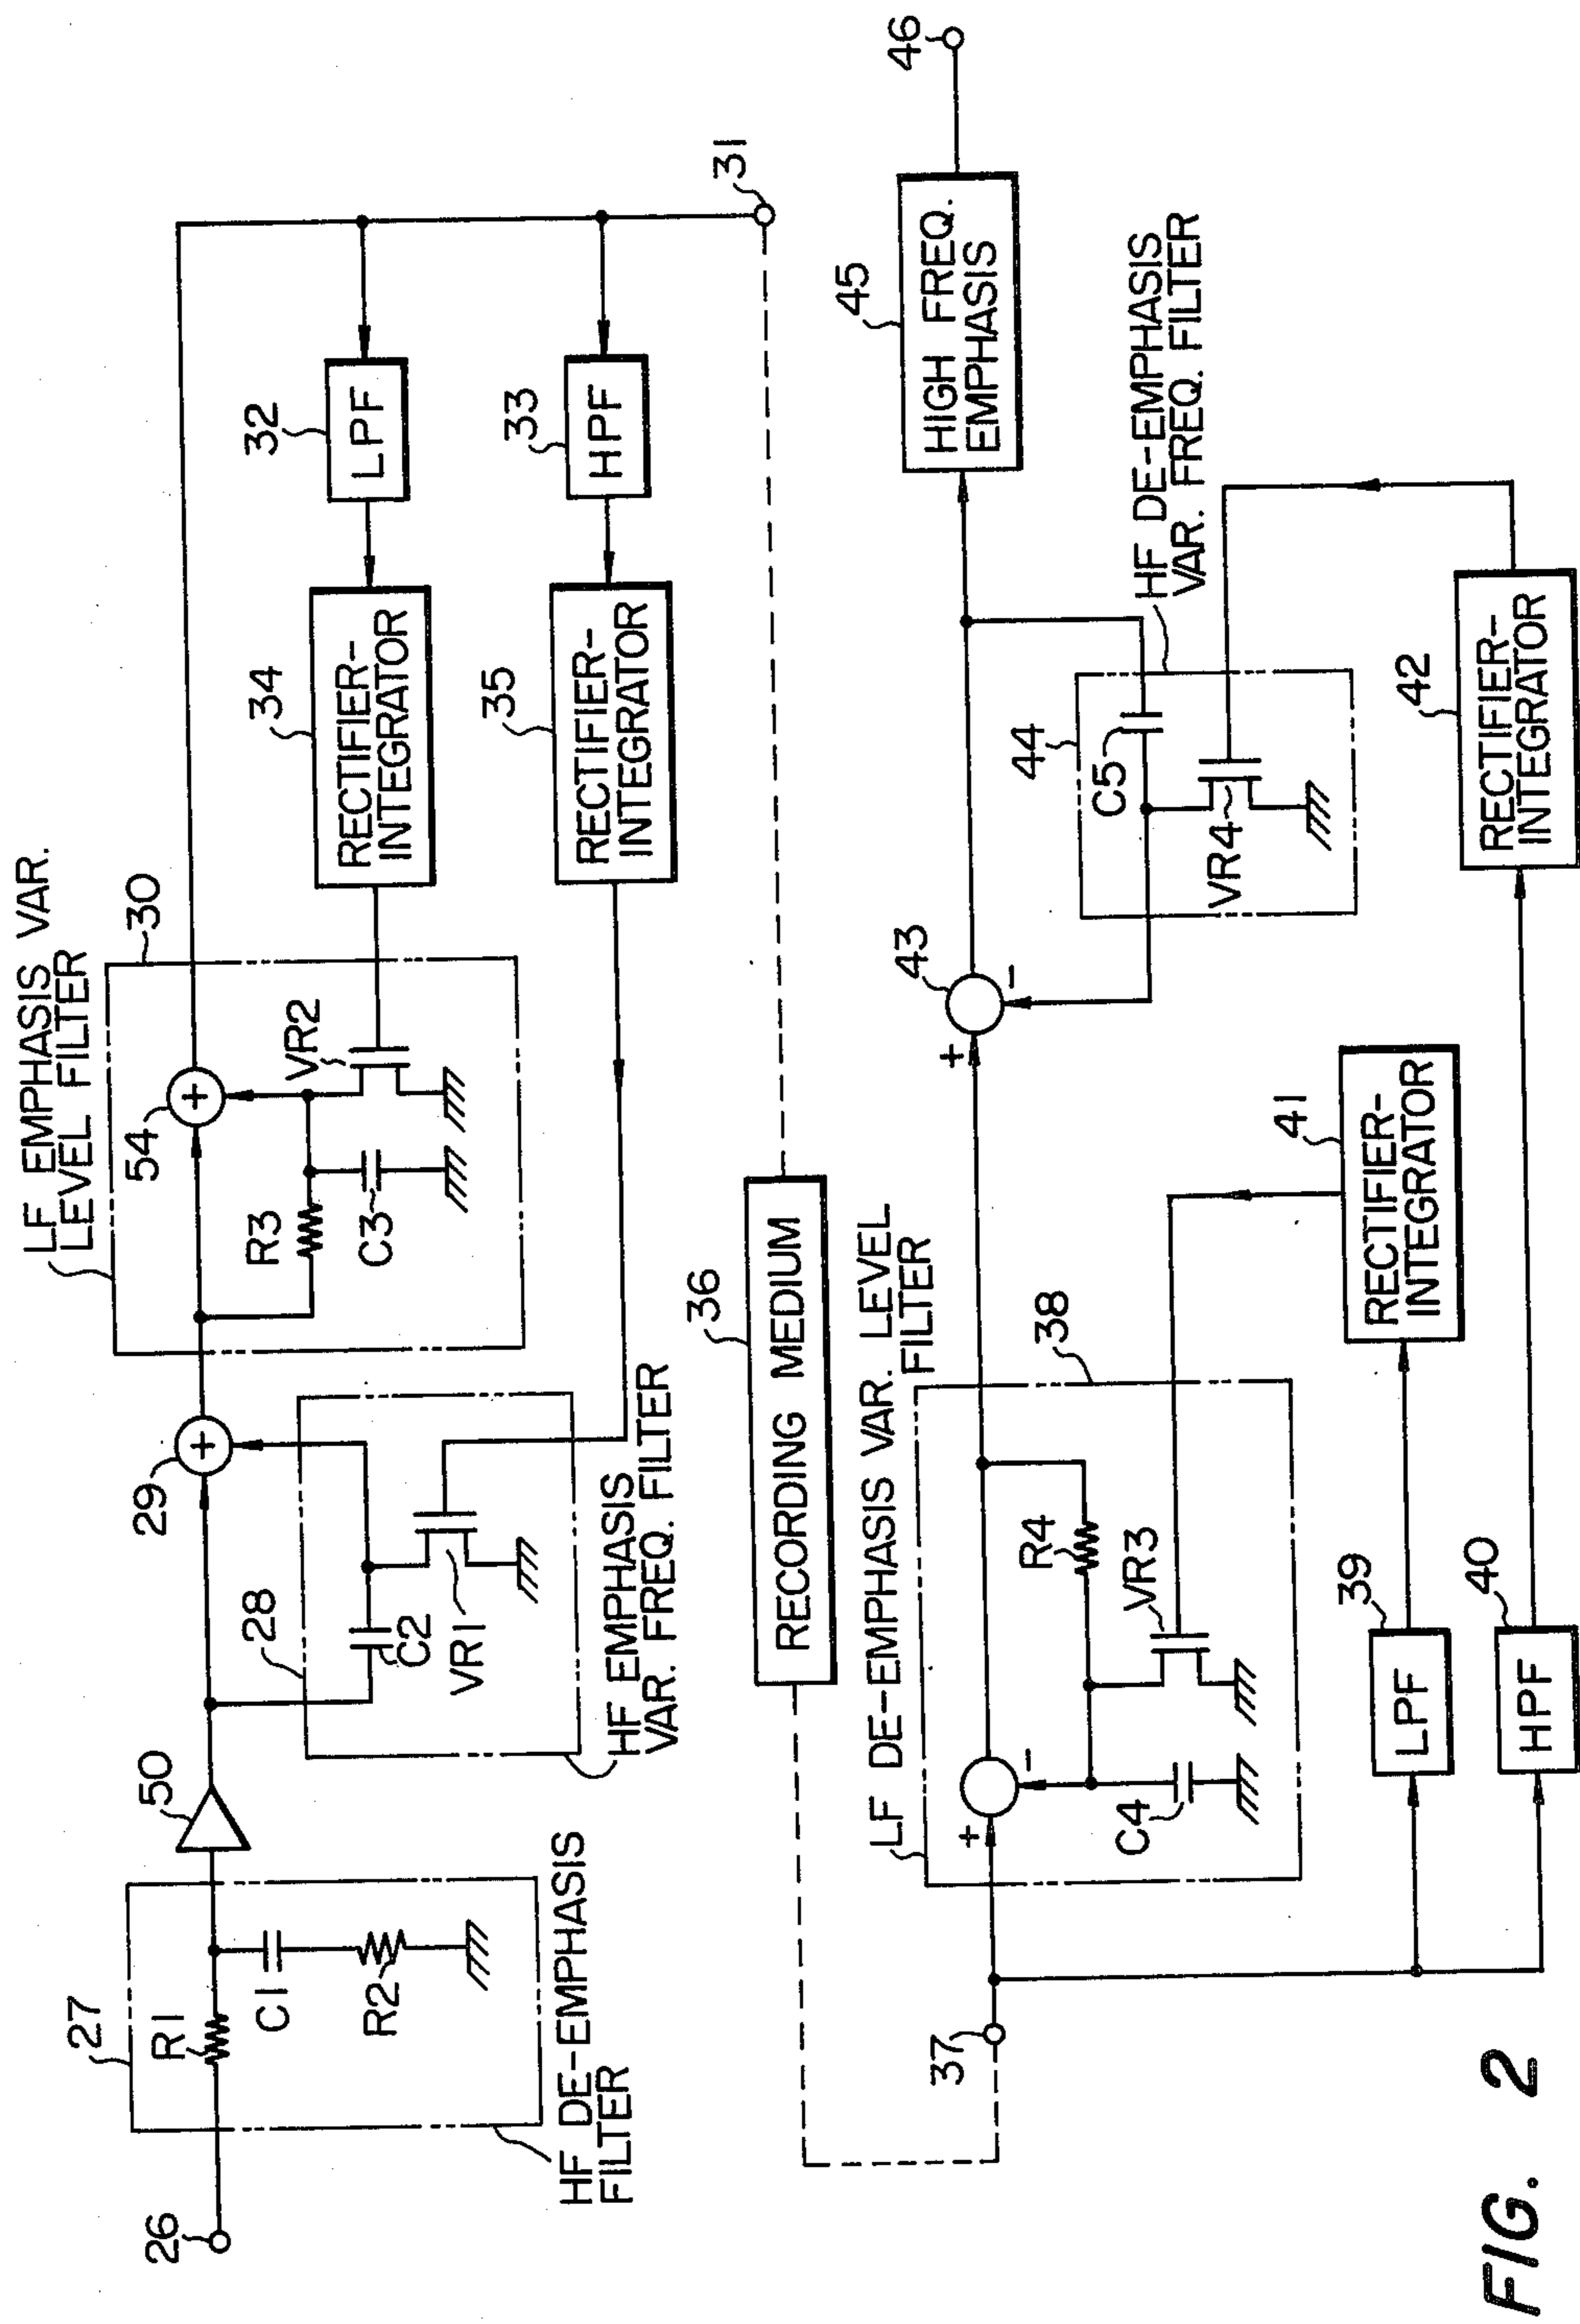 LF EMPHASIS VAR.
LEVEL FILTER
26
27
R1
C1
R2
HF DE-EMPHASIS
FILTER
50
28
C2
VR1
HF EMPHASIS
VAR. FREQ. FILTER
29
54
R3
C3
VR2
30
34
RECTIFIER-
INTEGRATOR
32
LPF
35
RECTIFIER-
INTEGRATOR
33
HPF
31
36
RECORDING MEDIUM
LF DE-EMPHASIS VAR. LEVEL
FILTER
37
C4
R4
VR3
38
39
LPF
40
HPF
41
RECTIFIER-
INTEGRATOR
43
44
C5
VR4
HF DE-EMPHASIS
VAR. FREQ. FILTER
42
RECTIFIER-
INTEGRATOR
45
HIGH FREQ.
EMPHASIS
46
FIG. 2